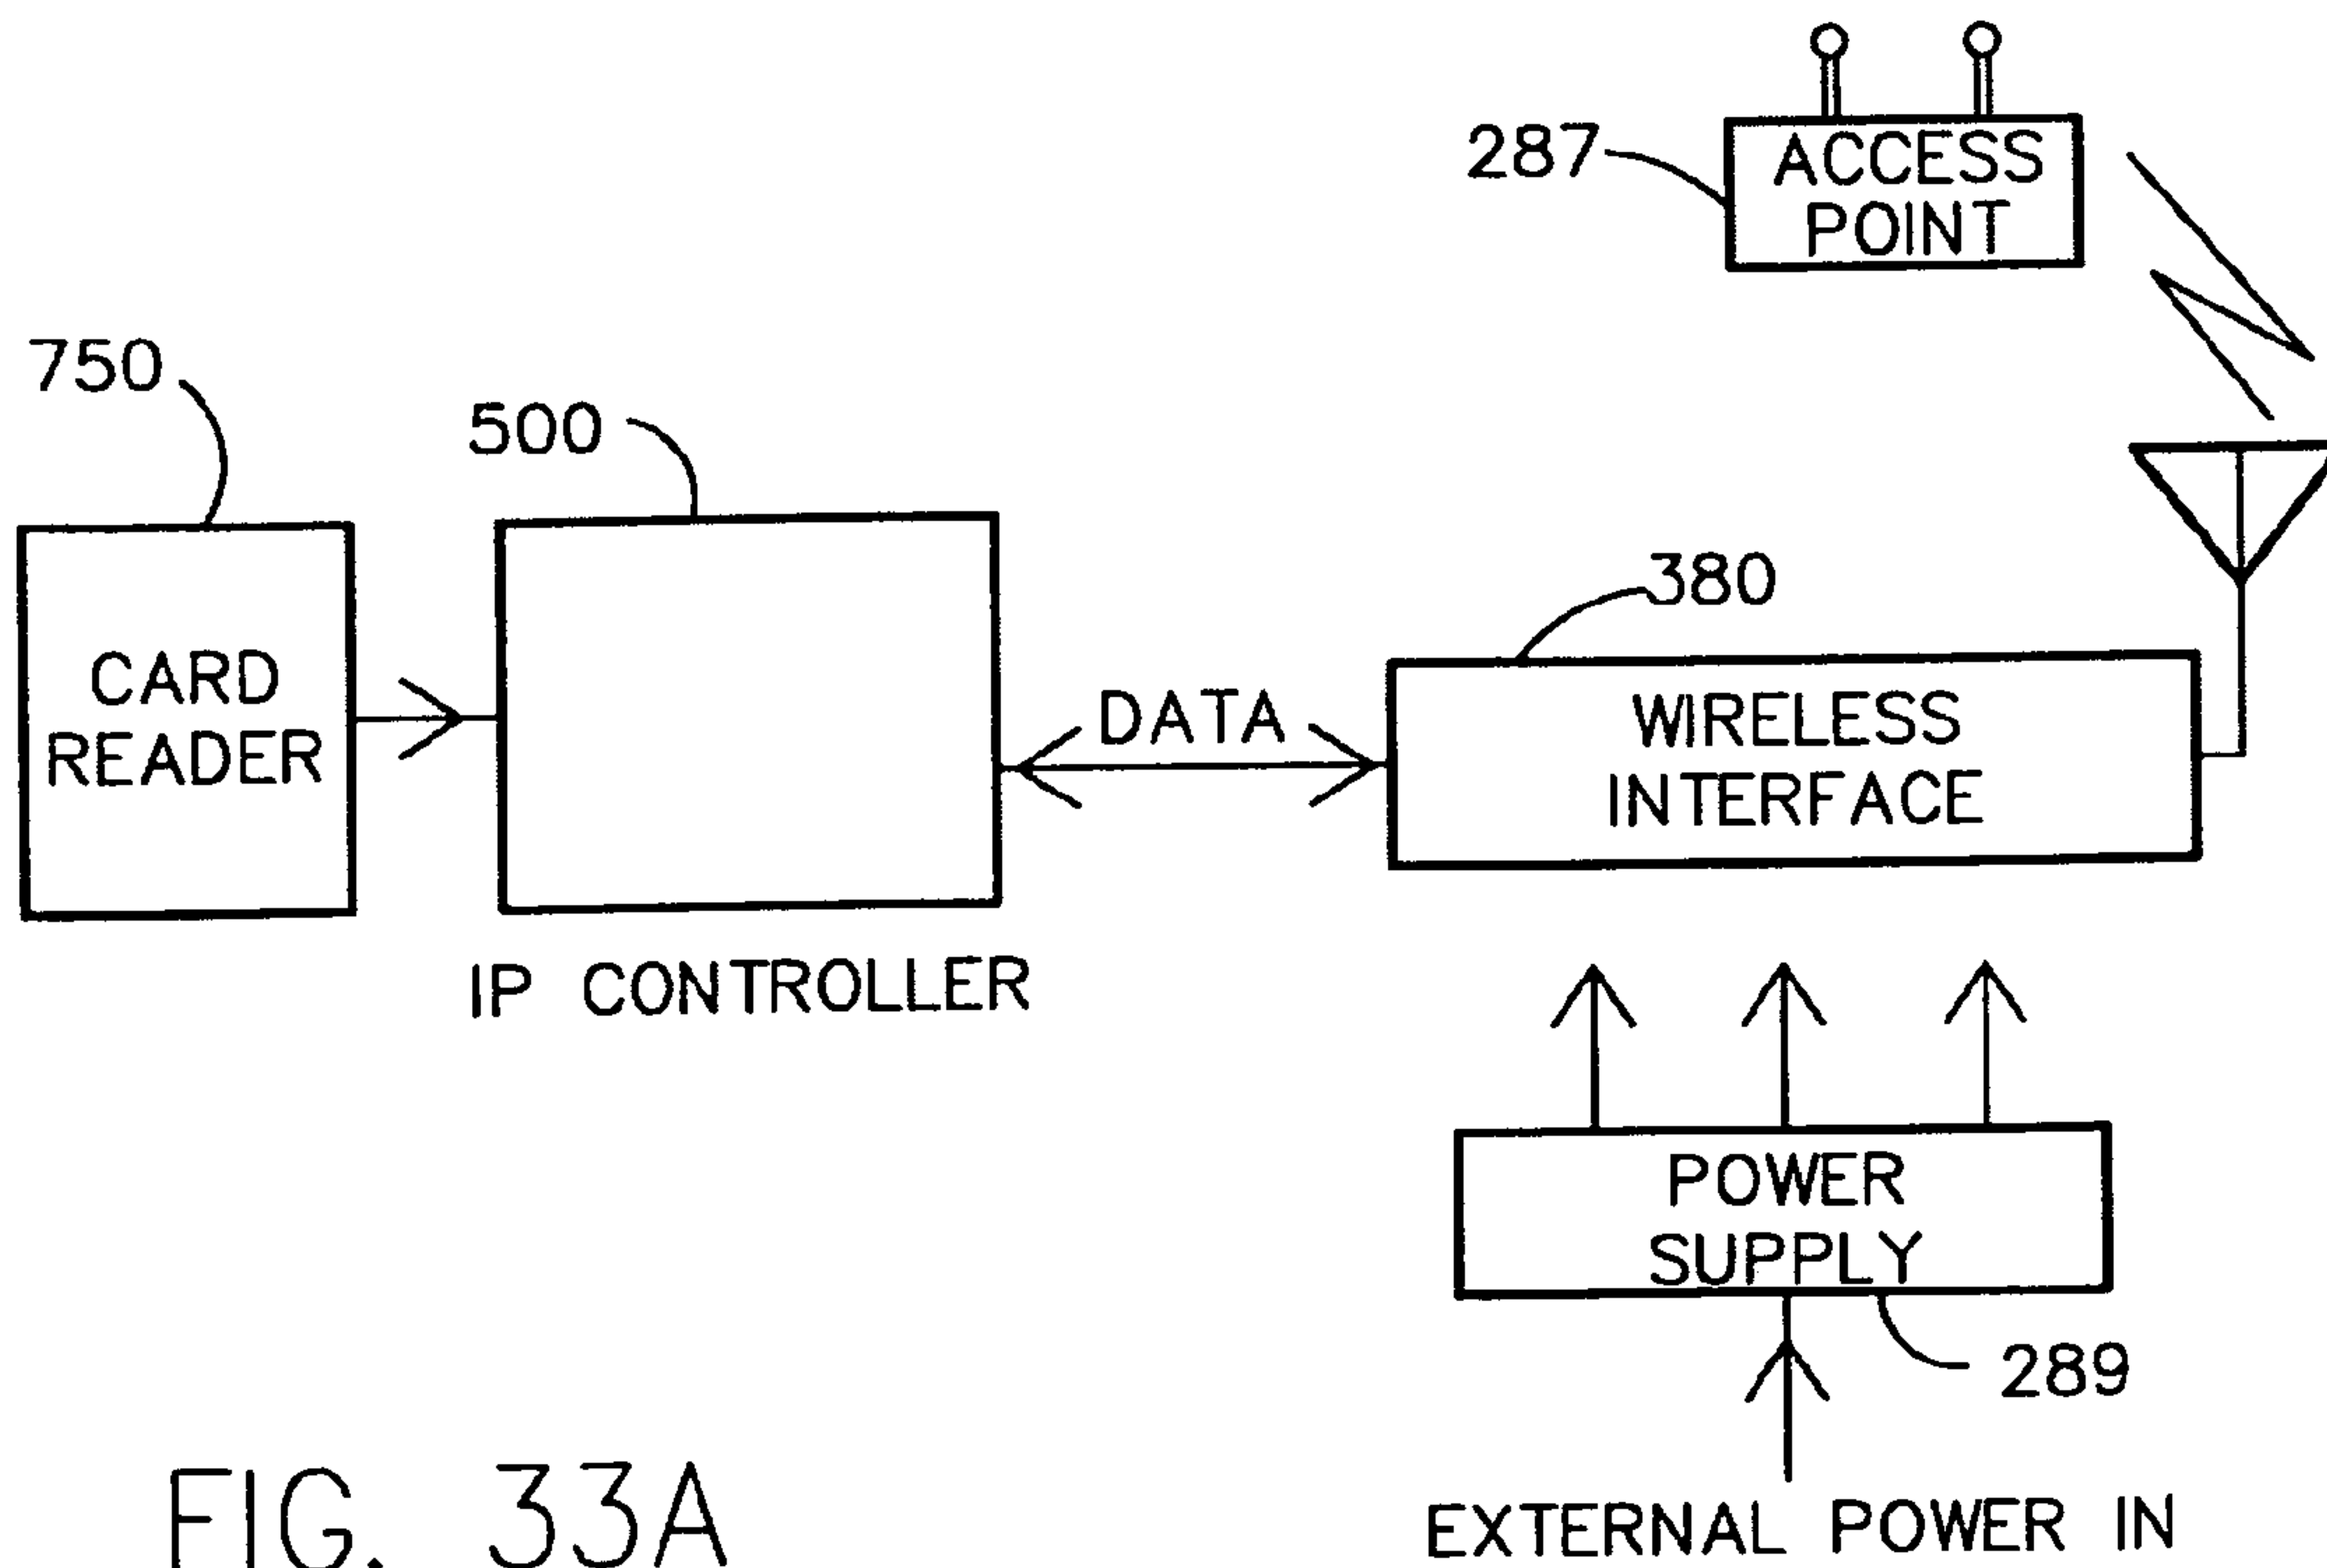 287
ACCESS
POINT
750
500
380
CARD
READER
DATA
WIRELESS
INTERFACE
IP CONTROLLER
POWER
SUPPLY
289
EXTERNAL POWER IN
FIG. 33A